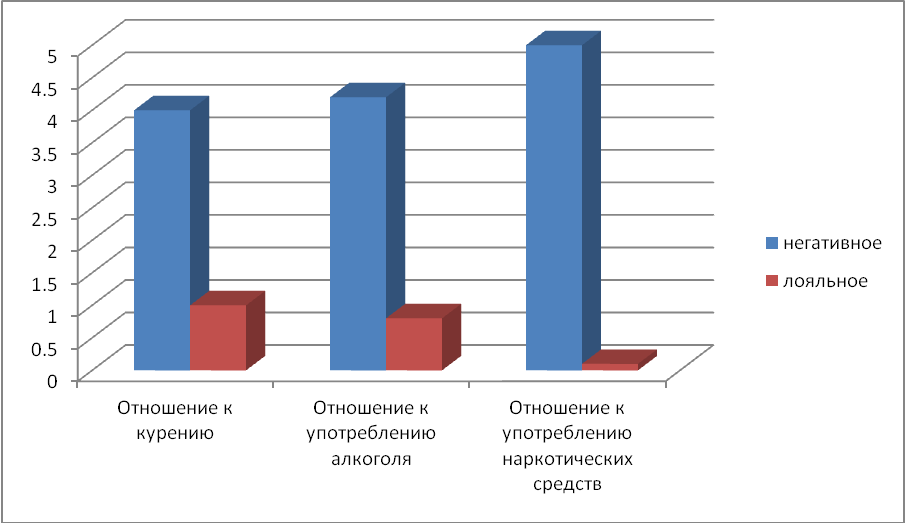 5
4.5
4
3.5
3
2.5
2
1.5
1
0.5
0
Отношение к
курению
Отношение к
употреблению
алкоголя
Отношение к
употреблению
наркотических
средств
негативное
лояльное